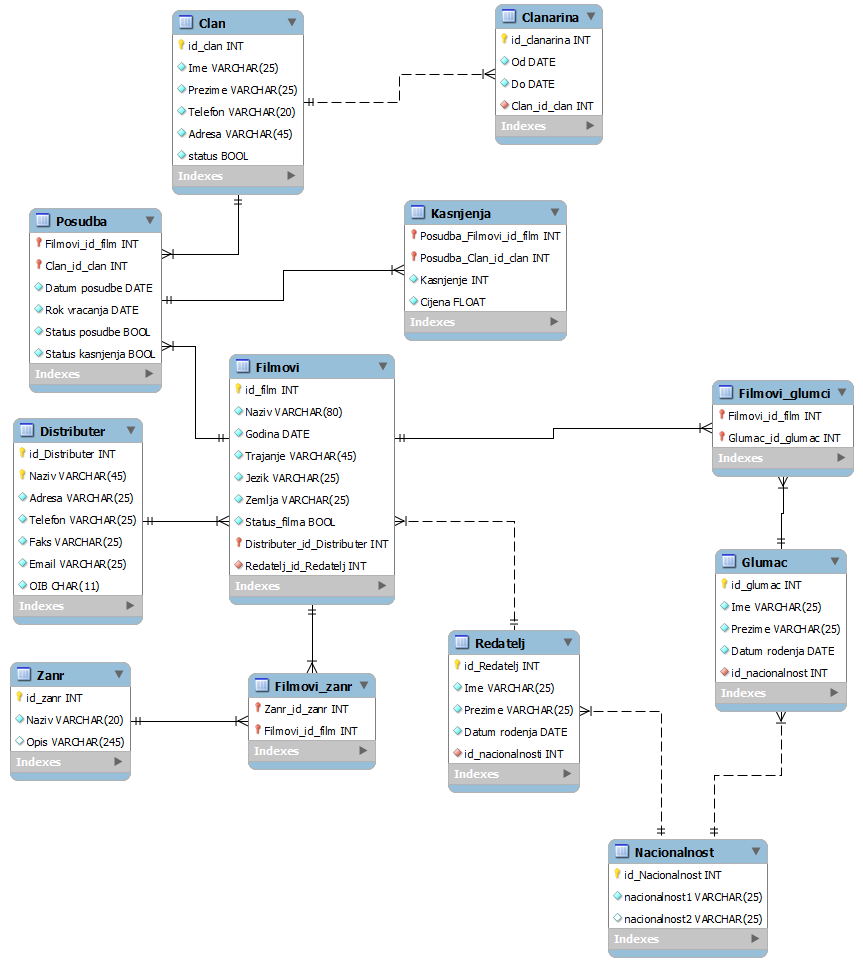 Clan
id_clan INT
Ime VARCHAR(25)
Prezime VARCHAR(25)
Telefon VARCHAR(20)
Adresa VARCHAR(45)
status BOOL
Indexes
Clanarina
id_clanarina INT
Od DATE
Do DATE
Clan_id_clan INT
Indexes
Posudba
Filmovi_id_film INT
Clan_id_clan INT
Datum posudbe DATE
Rok vracanja DATE
Status posudbe BOOL
Status kasnjenja BOOL
Indexes
Kasnjenja
Posudba_Filmovi_id_film INT
Posudba_Clan_id_clan INT
Kasnjenje INT
Cijena FLOAT
Indexes
Filmovi
id_film INT
Naziv VARCHAR(80)
Godina DATE
Trajanje VARCHAR(45)
Jezik VARCHAR(25)
Zemlja VARCHAR(25)
Status_filma BOOL
Distributer_id_Distributer INT
Redatelj_id_Redatelj INT
Indexes
Filmovi_glumci
Filmovi_id_film INT
Glumac_id_glumac INT
Indexes
Distributer
id_Distributer INT
Naziv VARCHAR(45)
Adresa VARCHAR(25)
Telefon VARCHAR(25)
Faks VARCHAR(25)
Email VARCHAR(25)
OIB CHAR(11)
Indexes
Glumac
id_glumac INT
Ime VARCHAR(25)
Prezime VARCHAR(25)
Datum rodenja DATE
id_nacionalnost INT
Indexes
Redatelj
id_Redatelj INT
Ime VARCHAR(25)
Prezime VARCHAR(25)
Datum rodenja DATE
id_nacionalnosti INT
Indexes
Zanr
id_zanr INT
Naziv VARCHAR(20)
Opis VARCHAR(245)
Indexes
Filmovi_zanr
Zanr_id_zanr INT
Filmovi_id_film INT
Indexes
Nacionalnost
id_Nacionalnost INT
nacionalnost1 VARCHAR(25)
nacionalnost2 VARCHAR(25)
Indexes